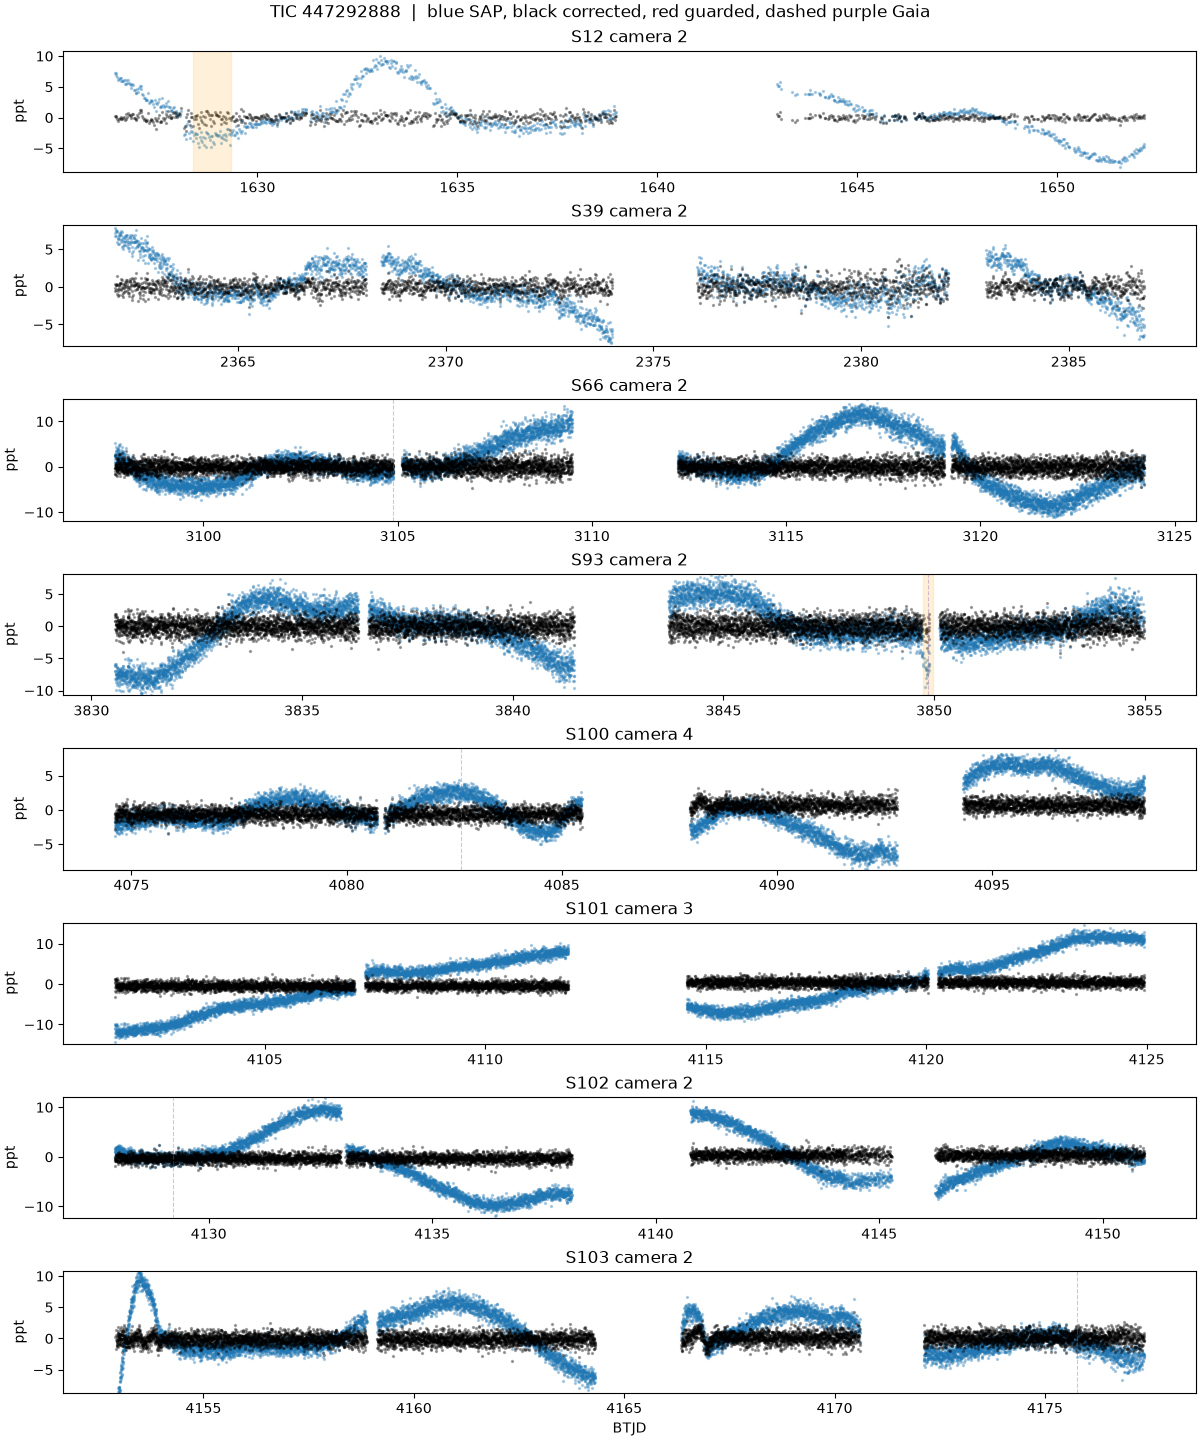 TIC 447292888 | blue SAP, black corrected, red guarded, dashed purple Gaia
S12 camera 2
10
5
0
−5
ppt
1630 1635 1640 1645 1650
S39 camera 2
5
0
−5
ppt
2365 2370 2375 2380 2385
S66 camera 2
10
0
−10
ppt
3100 3105 3110 3115 3120 3125
S93 camera 2
5
0
−5
−10
ppt
3830 3835 3840 3845 3850 3855
S100 camera 4
5
0
−5
ppt
4075 4080 4085 4090 4095
S101 camera 3
10
0
−10
ppt
4105 4110 4115 4120 4125
S102 camera 2
10
0
−10
ppt
4130 4135 4140 4145 4150
S103 camera 2
10
5
0
−5
ppt
4155 4160 4165 4170 4175
BTJD